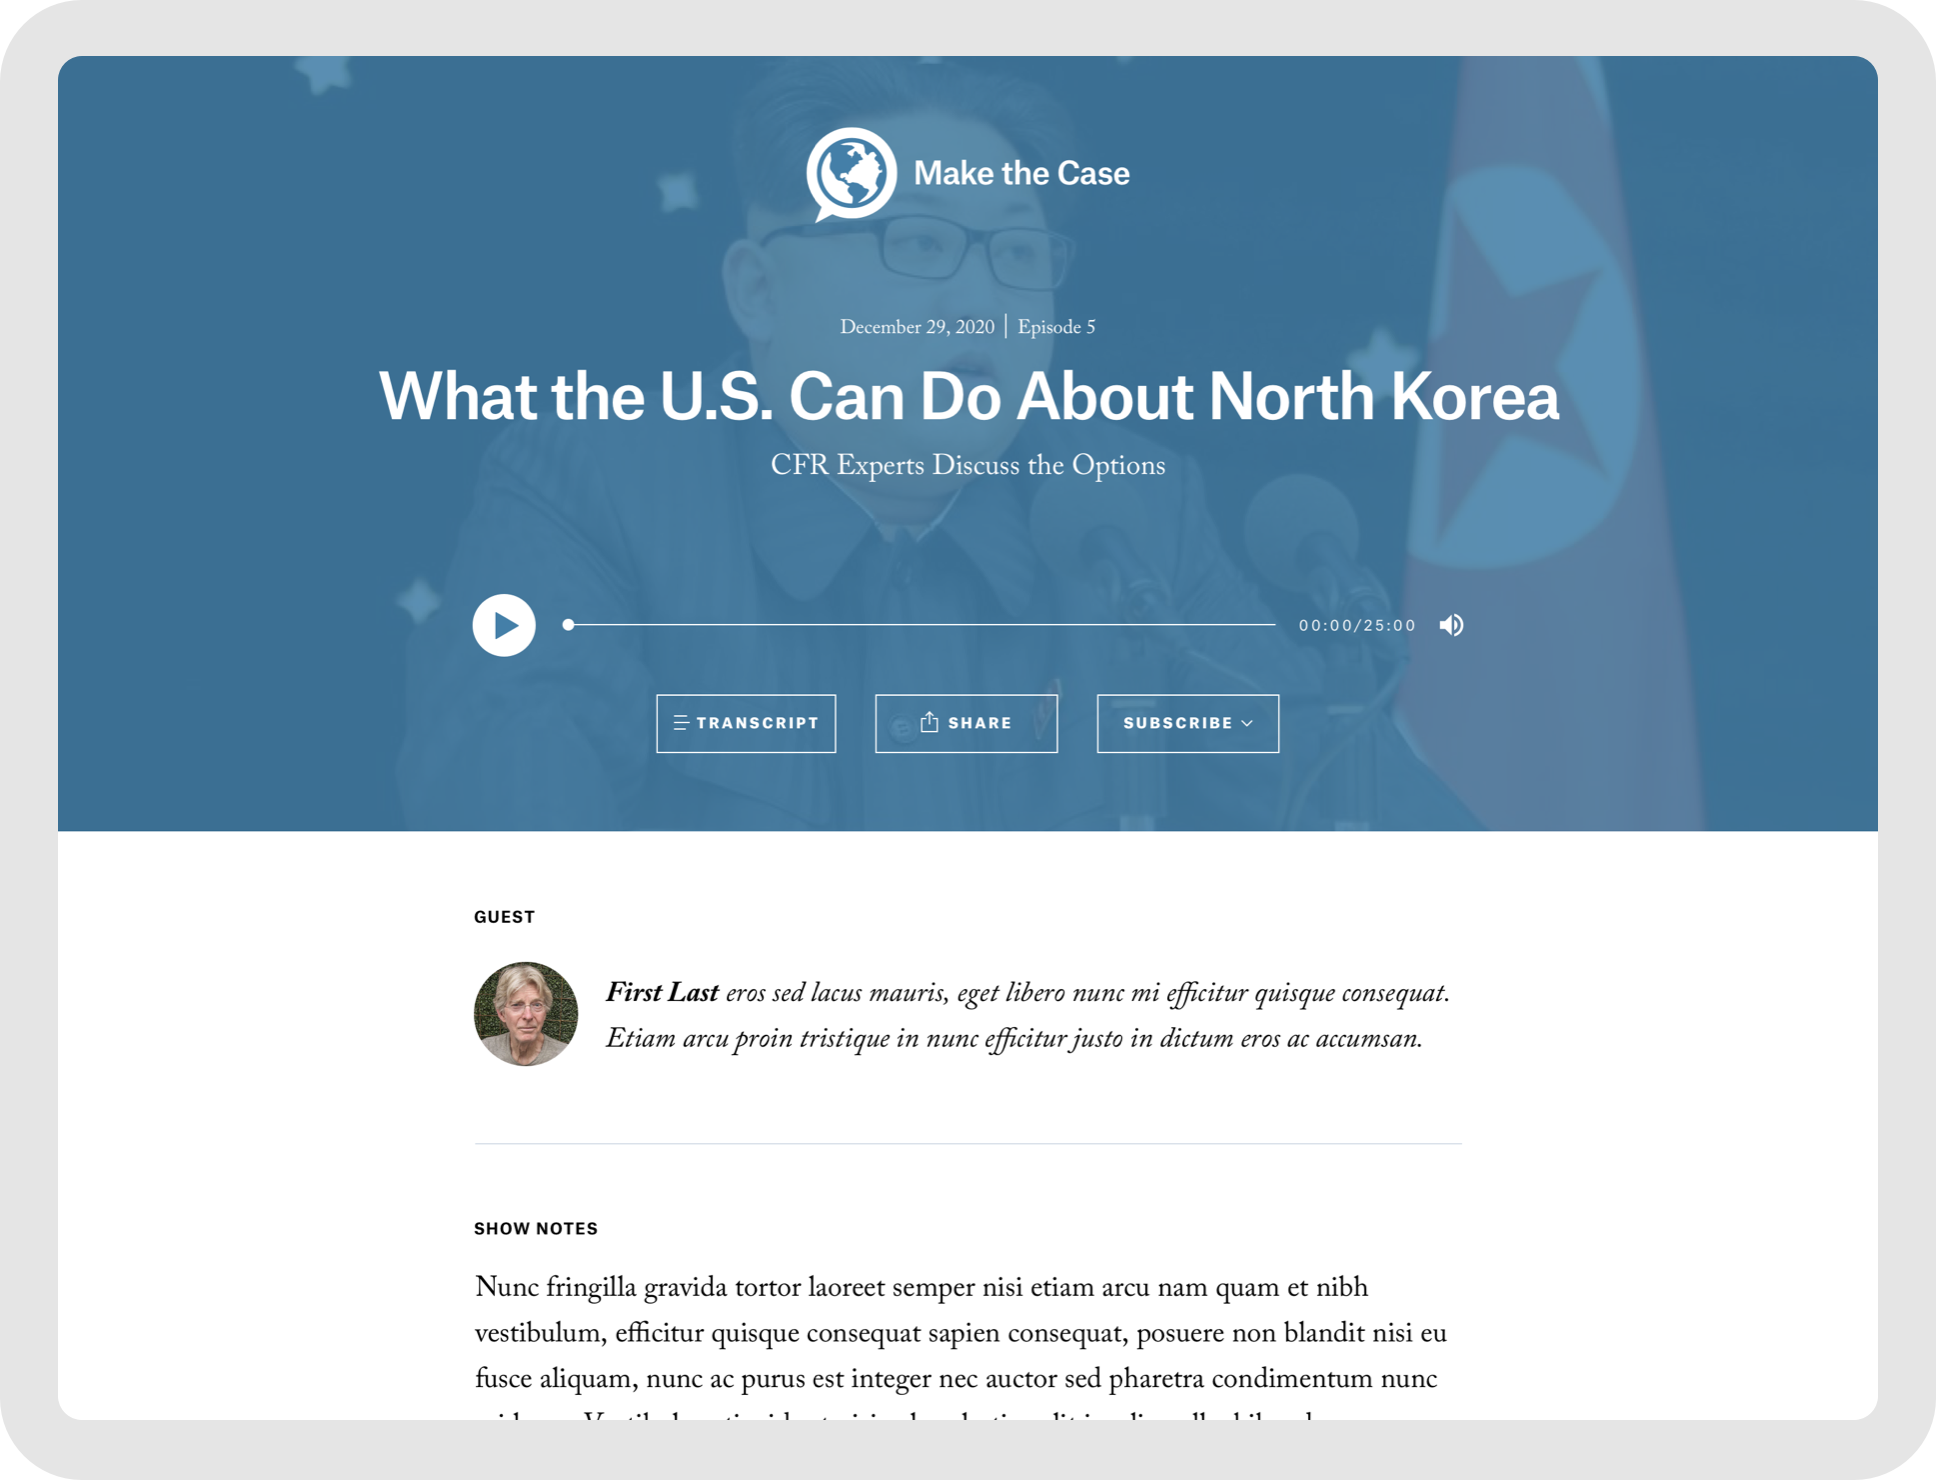 Make the Case
December 29, 2020 | Episode 5
What the U.S. Can Do About North Korea
CFR Experts Discuss the Options
00:00/25:00
TRANSCRIPT
SHARE
SUBSCRIBE
GUEST
First Last eros sed lacus mauris, eget libero nunc mi efficitur quisque consequat.
Etiam arcu proin tristique in nunc efficitur justo in dictum eros ac accumsan.
SHOW NOTES
Nunc fringilla gravida tortor laoreet semper nisi etiam arcu nam quam et nibh
vestibulum, efficitur quisque consequat sapien consequat, posuere non blandit nisi eu
fusce aliquam, nunc ac purus est integer nec auctor sed pharetra condimentum nunc